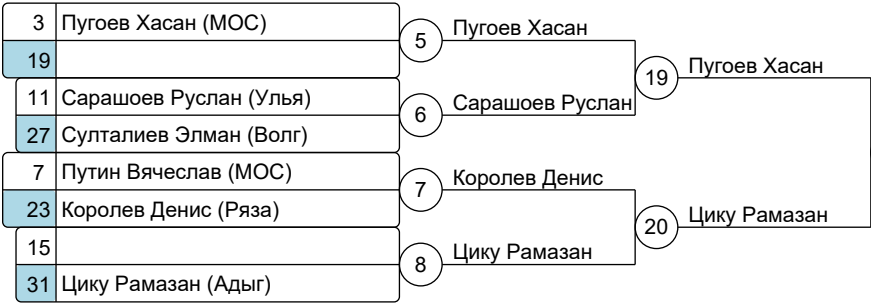 3 Пугоев Хасан (МОС)
19
11 Сарашоев Руслан (Улья)
27 Султалиев Элман (Волг)
7 Путин Вячеслав (МОС)
23 Королев Денис (Ряза)
15
31 Цику Рамазан (Адыг)
5 Пугоев Хасан
6 Сарашоев Руслан
7 Королев Денис
8 Цику Рамазан
19 Пугоев Хасан
20 Цику Рамазан